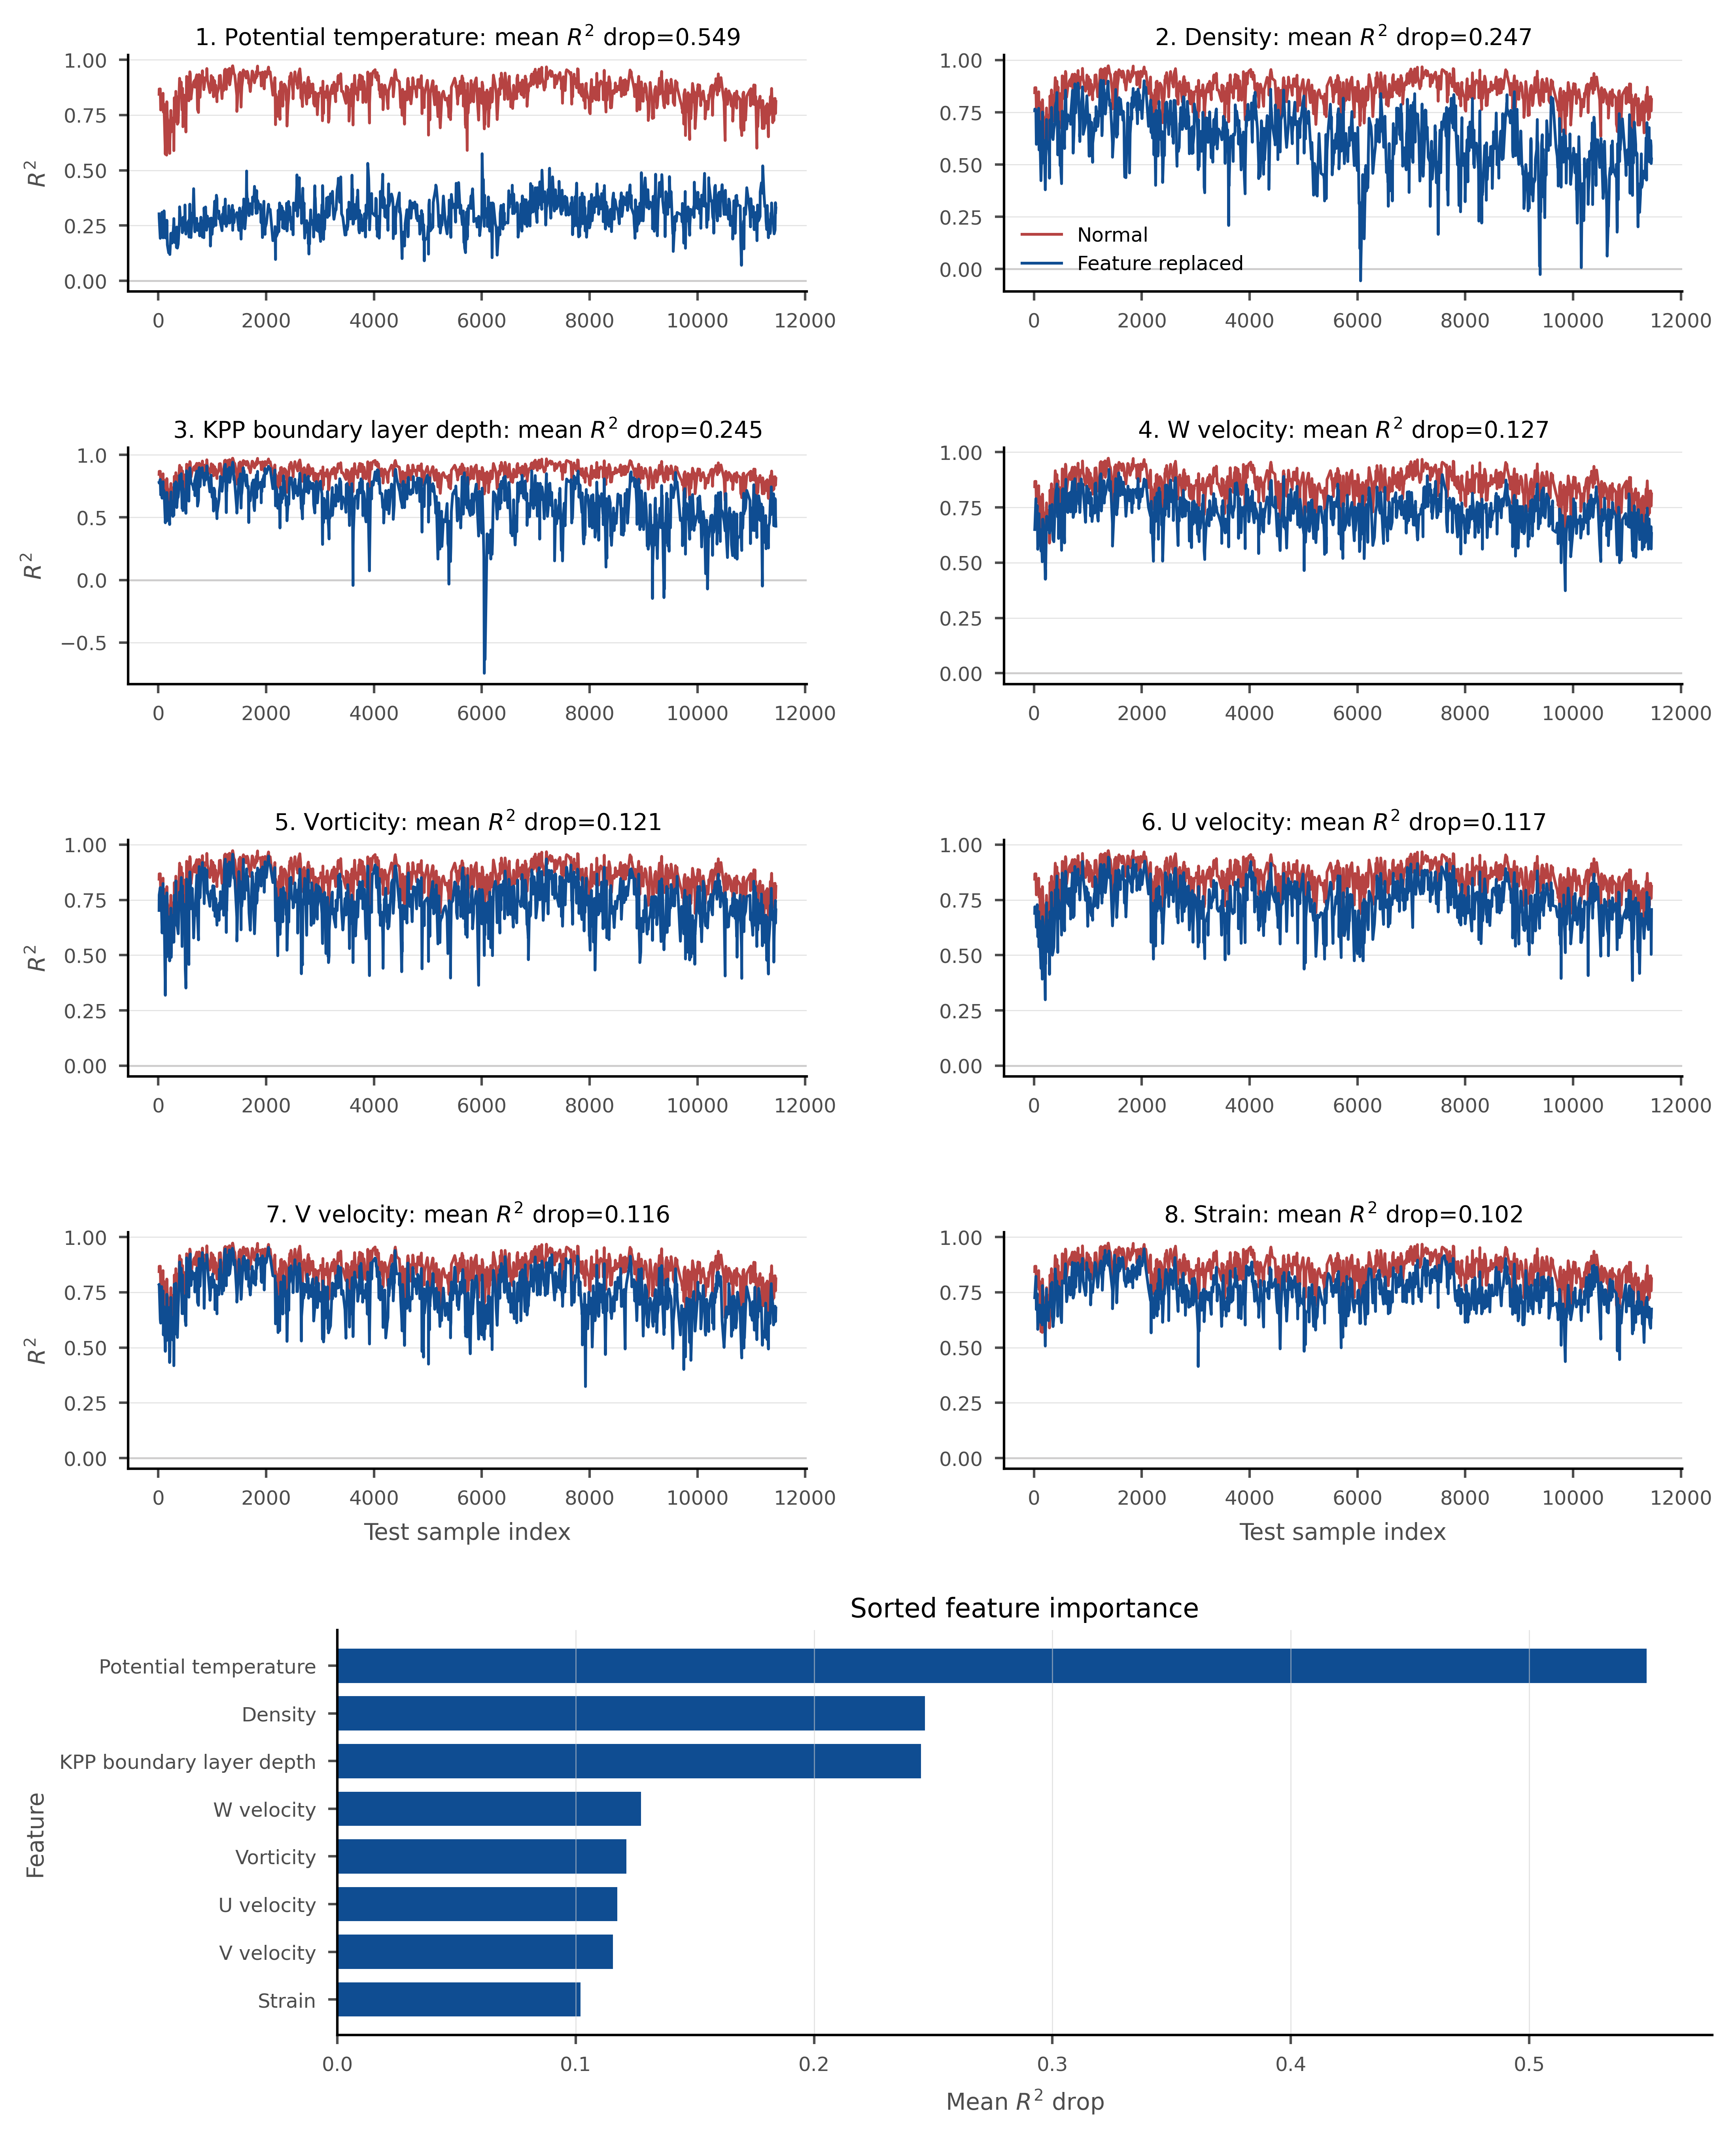 1. Potential temperature: mean R² drop=0.549
R²
1.00
0.75
0.50
0.25
0.00
0 2000 4000 6000 8000 10000 12000
2. Density: mean R² drop=0.247
1.00
0.75
0.50
0.25
0.00
Normal
Feature replaced
0 2000 4000 6000 8000 10000 12000
3. KPP boundary layer depth: mean R² drop=0.245
R²
1.0
0.5
0.0
−0.5
0 2000 4000 6000 8000 10000 12000
4. W velocity: mean R² drop=0.127
1.00
0.75
0.50
0.25
0.00
0 2000 4000 6000 8000 10000 12000
5. Vorticity: mean R² drop=0.121
R²
1.00
0.75
0.50
0.25
0.00
0 2000 4000 6000 8000 10000 12000
6. U velocity: mean R² drop=0.117
1.00
0.75
0.50
0.25
0.00
0 2000 4000 6000 8000 10000 12000
7. V velocity: mean R² drop=0.116
R²
1.00
0.75
0.50
0.25
0.00
0 2000 4000 6000 8000 10000 12000
Test sample index
8. Strain: mean R² drop=0.102
1.00
0.75
0.50
0.25
0.00
0 2000 4000 6000 8000 10000 12000
Test sample index
Sorted feature importance
Feature
Potential temperature
Density
KPP boundary layer depth
W velocity
Vorticity
U velocity
V velocity
Strain
0.0 0.1 0.2 0.3 0.4 0.5
Mean R² drop